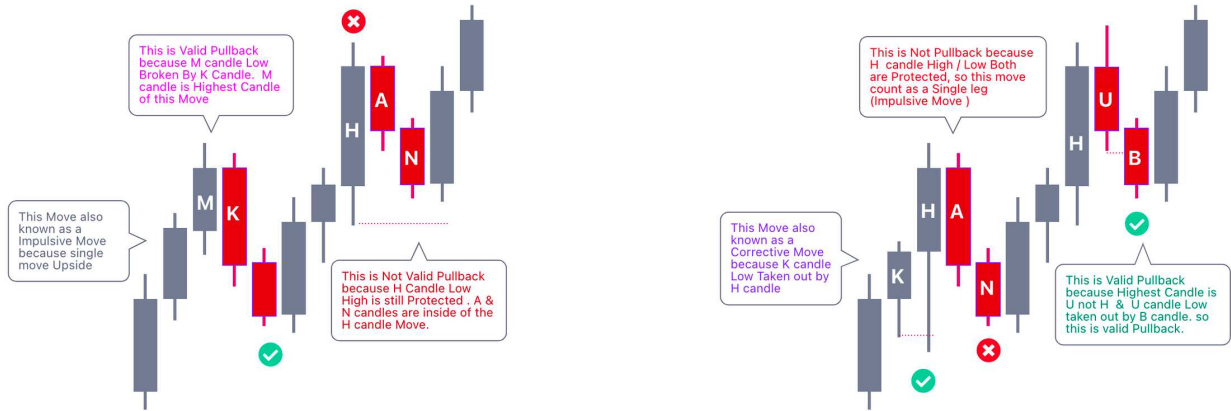 This is Valid Pullback
because M candle Low
Broken By K Candle. M
candle is Highest Candle
of this Move
M
K
H
A
N
This Move also
known as a
Impulsive Move
because single
move Upside
This is Not Valid Pullback
because H Candle Low
High is still Protected . A &
N candles are inside of the
H candle Move.
This is Not Pullback because
H candle High / Low Both
are Protected, so this move
count as a Single leg
(Impulsive Move )
H
U
B
K
H
A
N
This Move also
known as a
Corrective Move
because K candle
Low Taken out by
H candle
This is Valid Pullback
because Highest Candle is
U not H & U candle Low
taken out by B candle. so
this is valid Pullback.